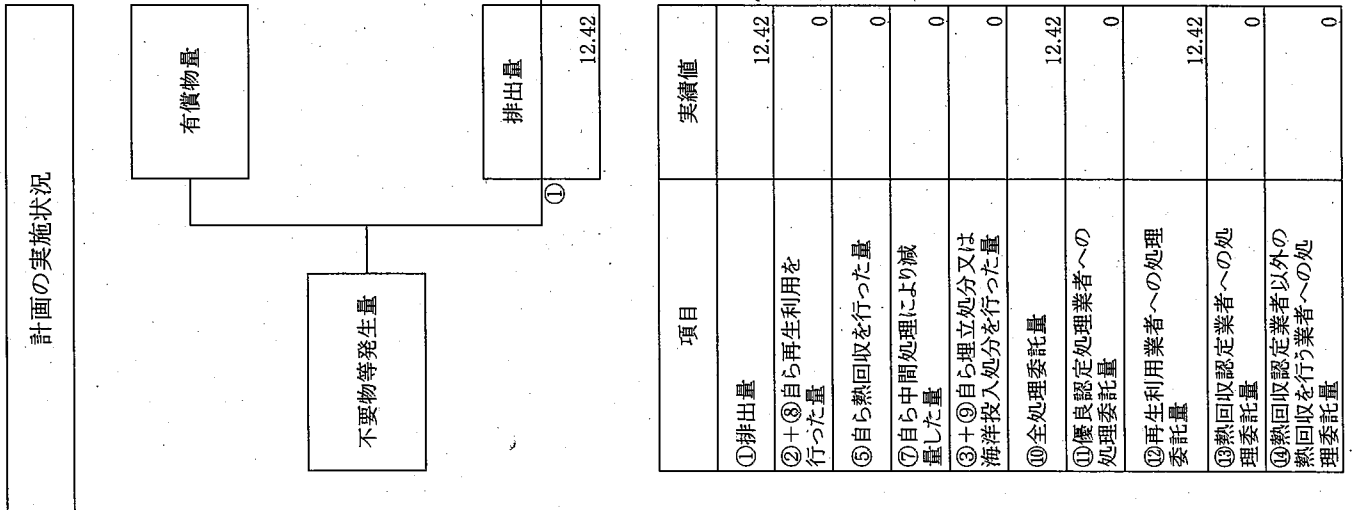 計画の実施状況
有償物量
不要物等発生量
①
排出量
12.42
項目
実績値
①排出量
12.42
②+⑧自ら再生利用を
行った量
0
⑤自ら熱回収を行った量
0
⑦自ら中間処理により減
量した量
0
③+⑨自ら埋立処分又は
海洋投入処分を行った量
0
⑩全処理委託量
12.42
⑪優良認定処理業者への
処理委託量
0
⑫再生利用業者への処理
委託量
12.42
⑬熱回収認定業者への処
理委託量
0
⑭熱回収認定業者以外の
熱回収を行う業者への処
理委託量
0